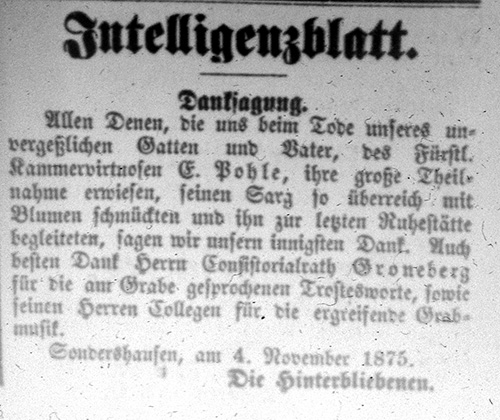 Intelligenzblatt.
Danksagung.
Allen Denen, die uns beim Tode unseres un-
vergeßlichen Gatten und Vater, des Fürstl.
Kammervirtuosen E. Pohle, ihre große Theil-
nahme erwiesen, seinen Sarg so überreich mit
Blumen schmückten und ihn zur letzten Ruhestätte
begleiteten, sagen wir unsern innigsten Dank. Auch
besten Dank Herrn Consistorialrath Groneberg
für die am Grabe gesprochenen Trostesworte, sowie
seinen Herren Collegen für die ergreifende Grab-
musik.
Sondershausen, am 4. November 1875.
Die Hinterbliebenen.